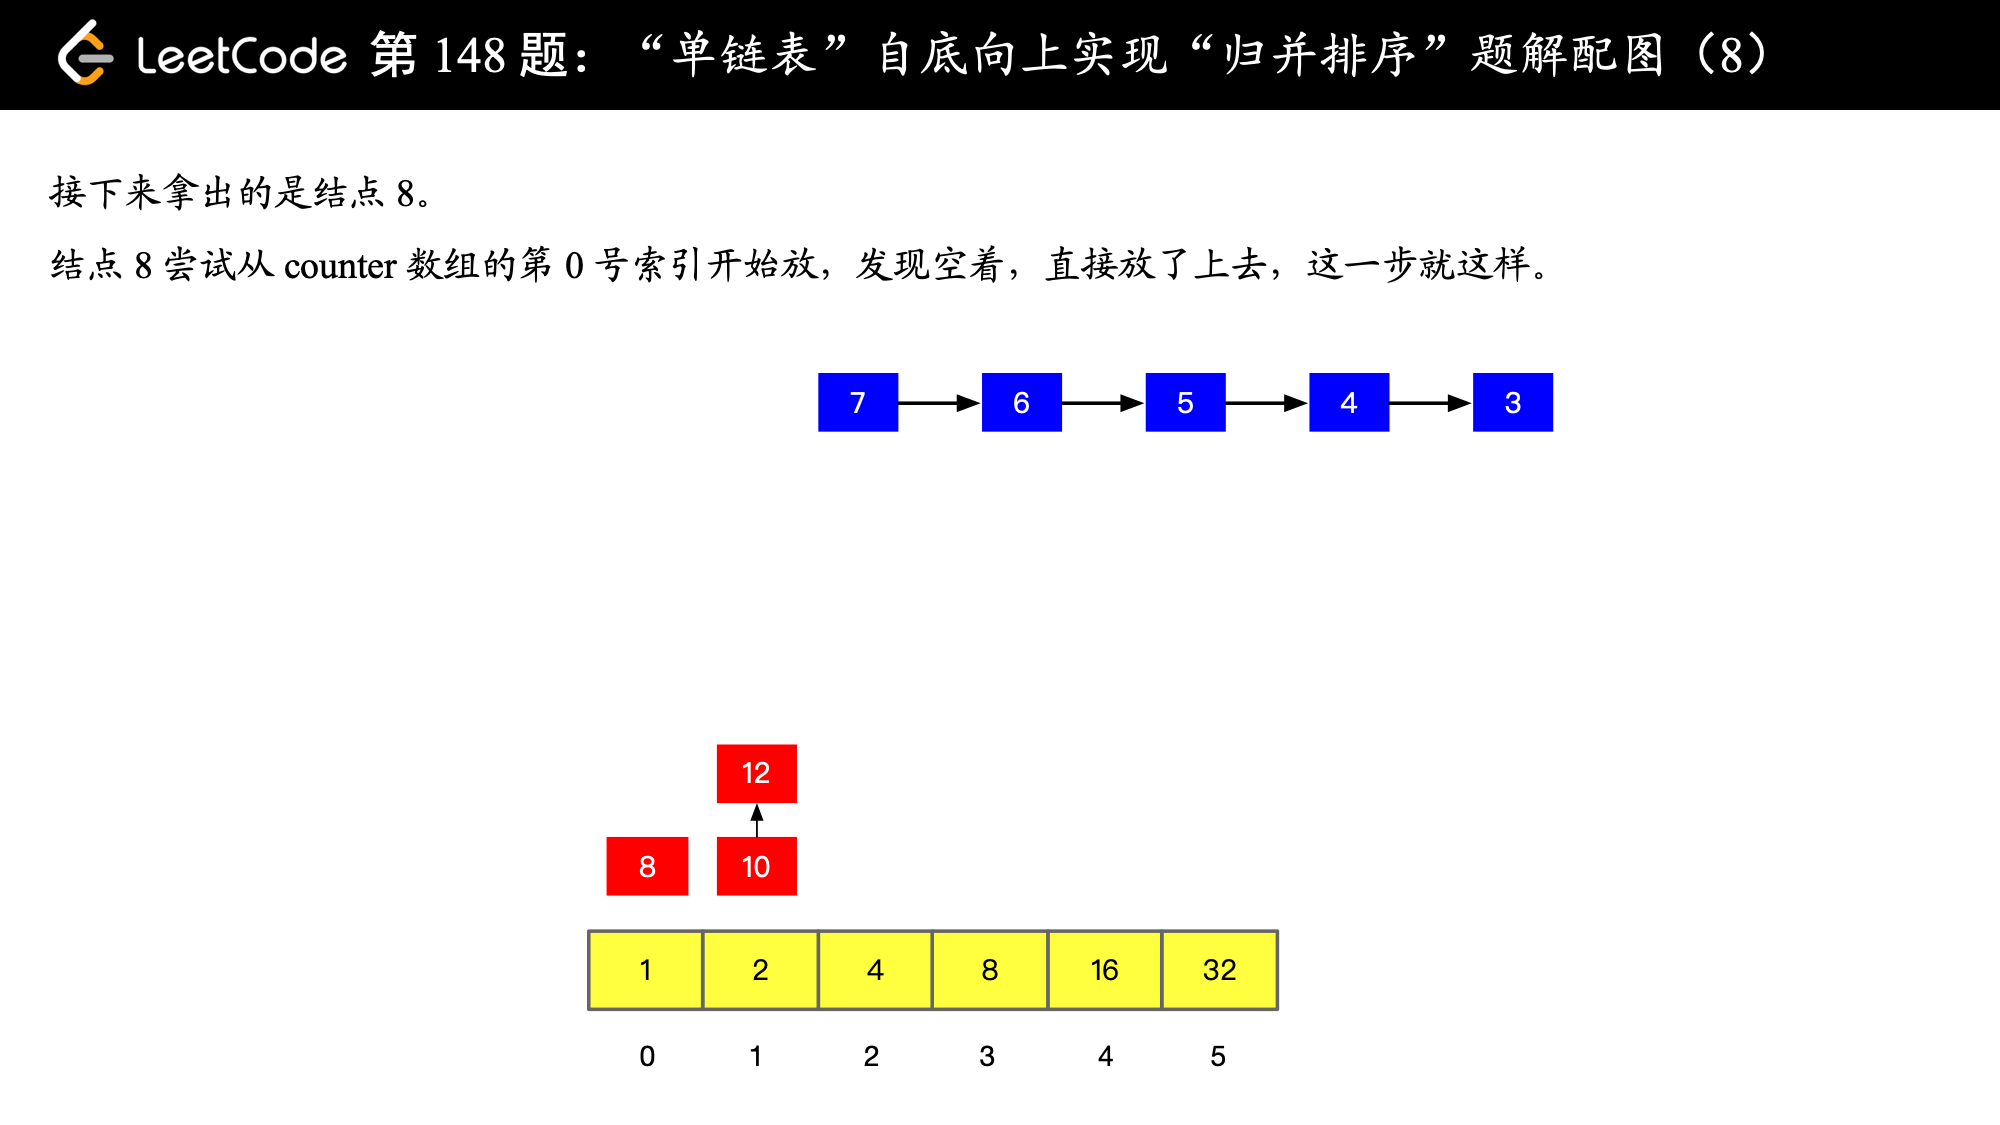 LeetCode 第 148 题：“单链表”自底向上实现“归并排序”题解配图（8）
接下来拿出的是结点 8。
结点 8 尝试从 counter 数组的第 0 号索引开始放，发现空着，直接放了上去，这一步就这样。
7 6 5 4 3
12
8 10
1 2 4 8 16 32
0 1 2 3 4 5